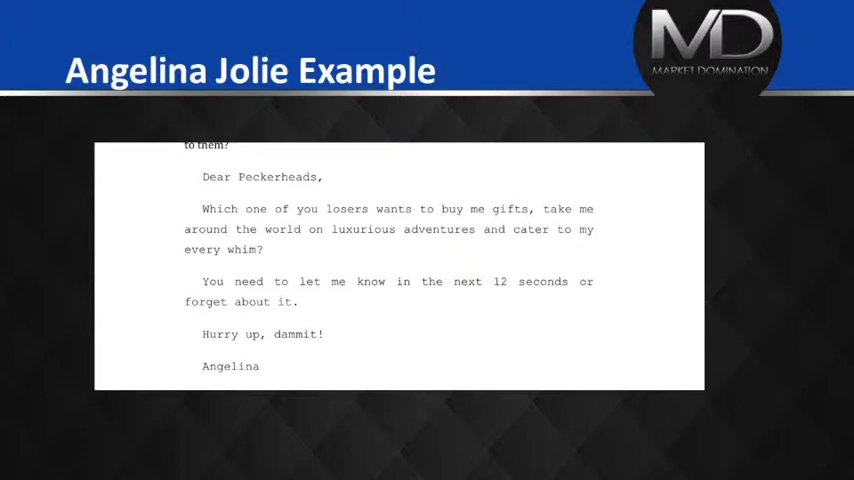 Angelina Jolie Example
MD
MARKET DOMINATION
to them?
Dear Peckerheads,
Which one of you losers wants to buy me gifts, take me
around the world on luxurious adventures and cater to my
every whim?
You need to let me know in the next 12 seconds or
forget about it.
Hurry up, dammit!
Angelina